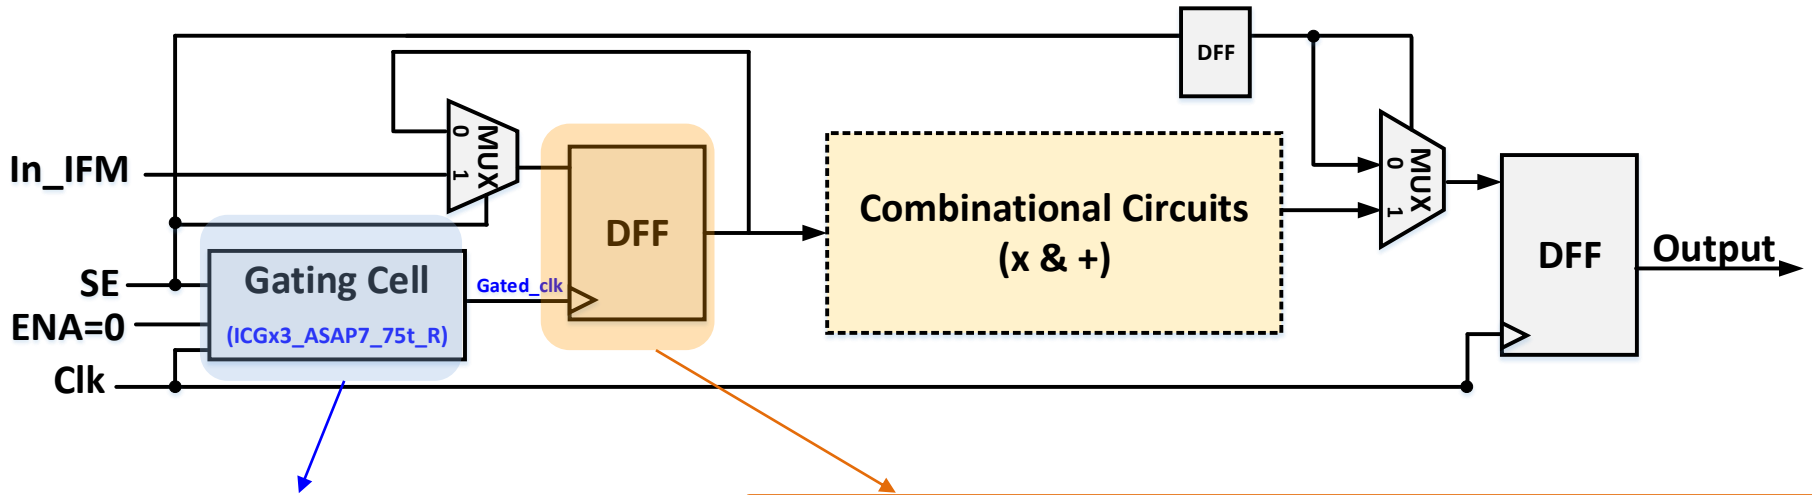 DFF
In_IFM
0
MUX
1
DFF
Combinational Circuits
(x & +)
0
MUX
1
DFF
Output
SE
ENA=0
Clk
Gating Cell
(ICGx3_ASAP7_75t_R)
Gated_clk